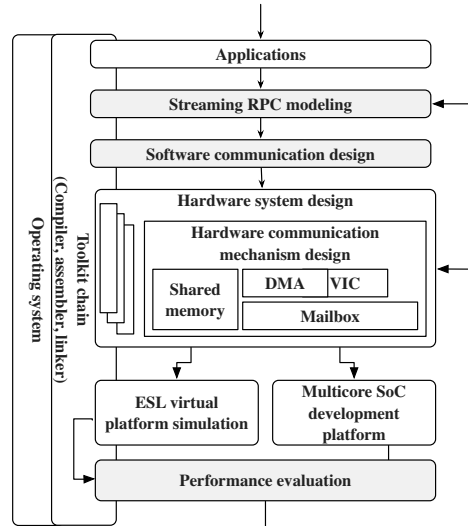 Applications
Streaming RPC modeling
Software communication design
Hardware system design
Hardware communication
mechanism design
Shared
memory
DMA
VIC
Mailbox
Toolkit chain
(Compiler, assembler, linker)
Operating system
ESL virtual
platform simulation
Multicore SoC
development
platform
Performance evaluation